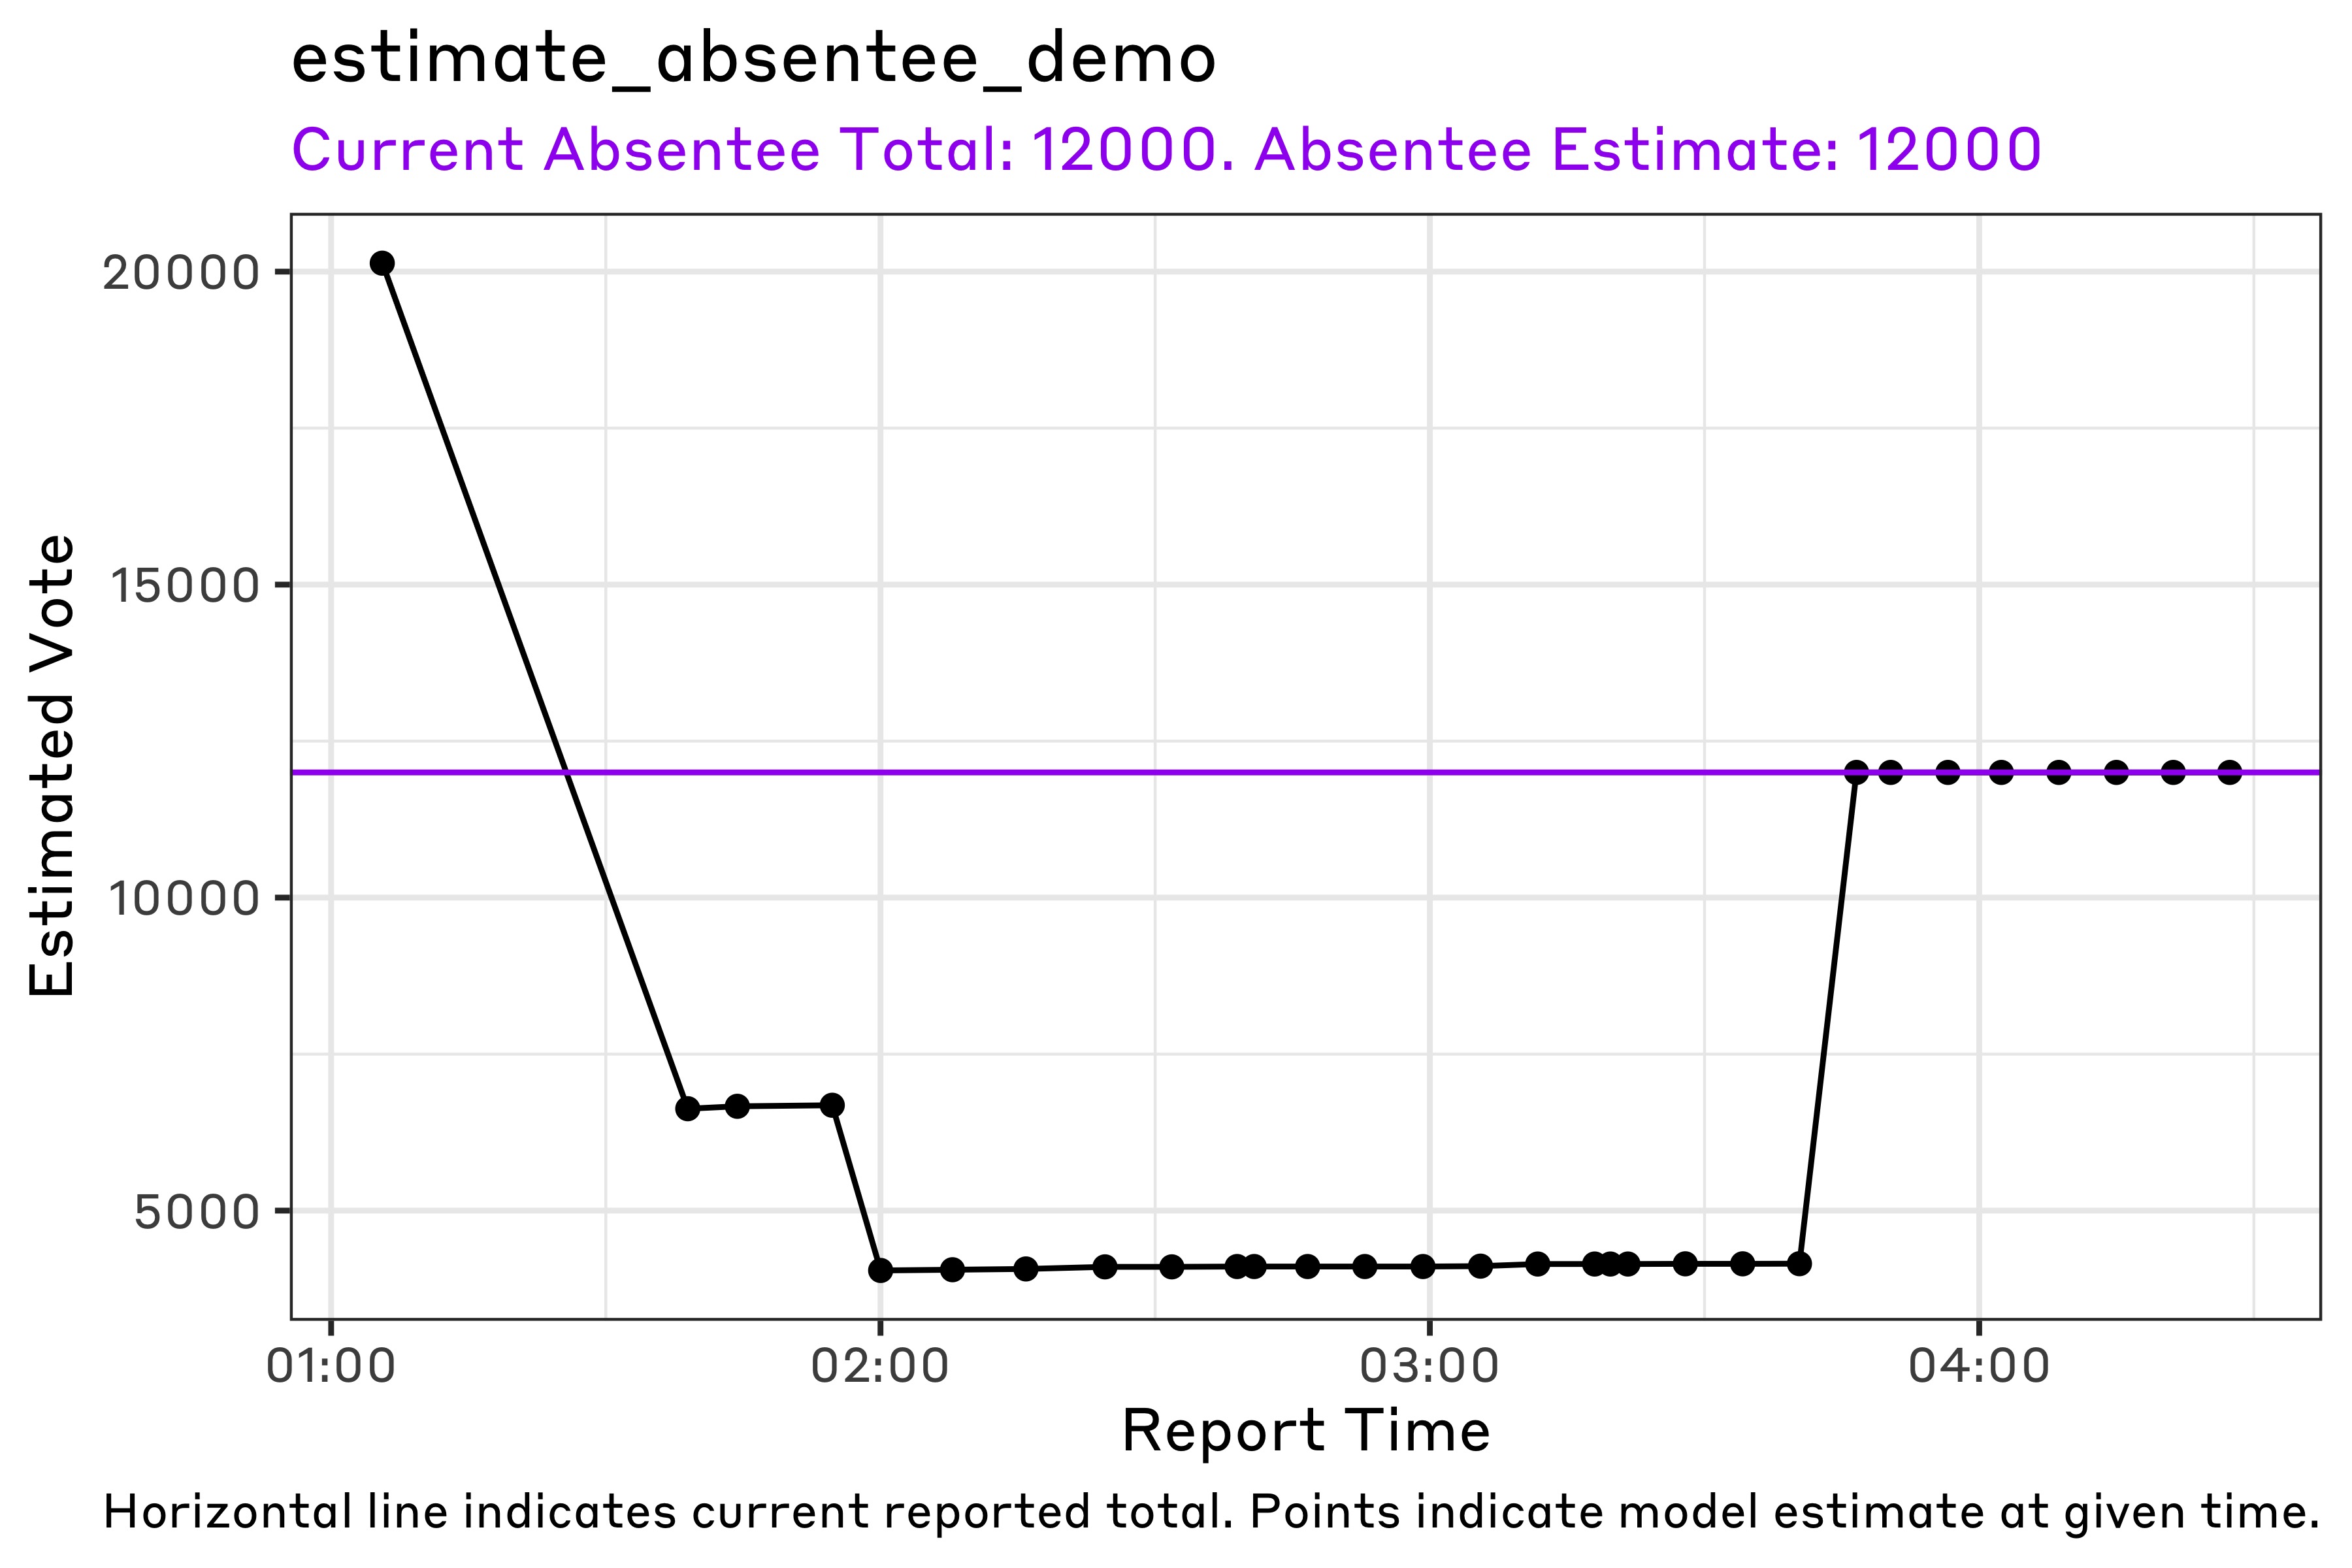 estimate_absentee_demo
Current Absentee Total: 12000. Absentee Estimate: 12000
Estimated Vote
20000
15000
10000
5000
01:00 02:00 03:00 04:00
Report Time
Horizontal line indicates current reported total. Points indicate model estimate at given time.